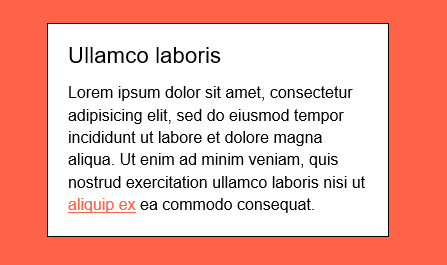 Ullamco laboris
Lorem ipsum dolor sit amet, consectetur
adipisicing elit, sed do eiusmod tempor
incididunt ut labore et dolore magna
aliqua. Ut enim ad minim veniam, quis
nostrud exercitation ullamco laboris nisi ut
aliquip ex ea commodo consequat.